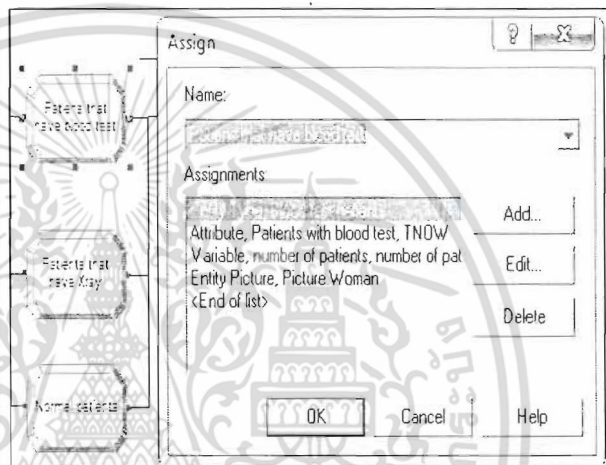 Assign
Patients that
have blood test
Name:
Assignments:
Add...
Attribute, Patients with blood test, TNOW
Variable, number of patients, number of pat
Edit...
Entity Picture, Picture Woman
<End of list>
Patients that
have Xray
Delete
Normal patients
OK
Cancel
Help